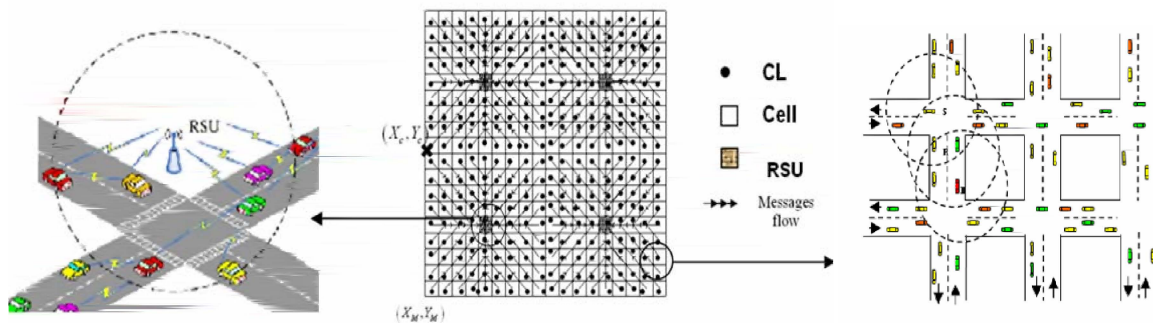 RSU
(X_c, Y_c)
(X_M, Y_M)
CL
Cell
RSU
Messages
flow
S